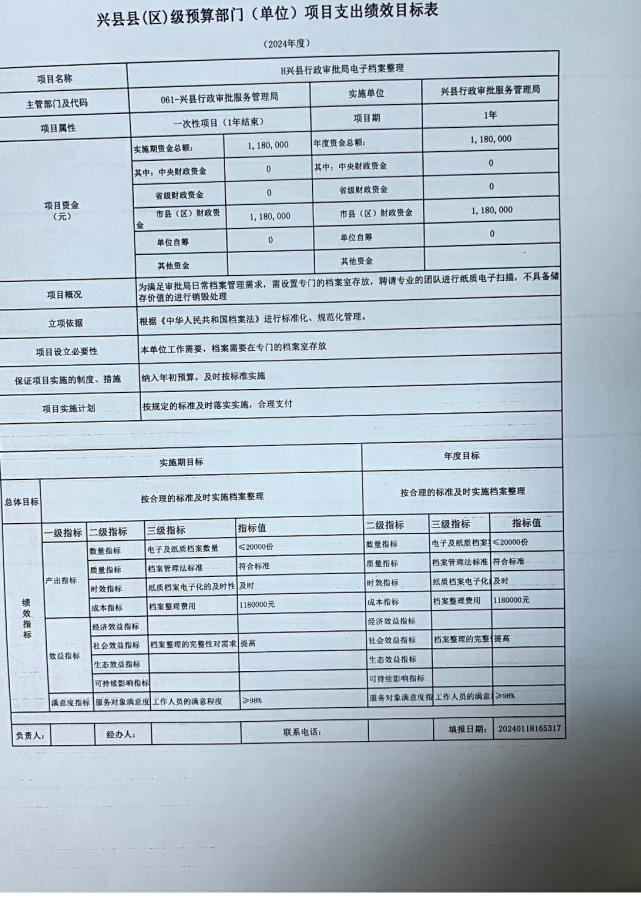 兴县县(区)级预算部门（单位）项目支出绩效目标表
（2024年度）
项目名称 H兴县行政审批局电子档案整理
主管部门及代码 061-兴县行政审批服务管理局 实施单位 兴县行政审批服务管理局
项目属性 一次性项目（1年结束） 项目期 1年
项目资金
（元）
实施期资金总额： 1,180,000 年度资金总额： 1,180,000
其中：中央财政资金 0 其中：中央财政资金 0
省级财政资金 0 省级财政资金 0
市县（区）财政资
金 1,180,000 市县（区）财政资金 1,180,000
单位自筹 0 单位自筹 0
其他资金 其他资金
项目概况 为满足审批局日常档案管理需求，需设置专门的档案室存放，聘请专业的团队进行纸质电子扫描，不具备储
存价值的进行销毁处理
立项依据 根据《中华人民共和国档案法》进行标准化、规范化管理。
项目设立必要性 本单位工作需要，档案需要在专门的档案室存放
保证项目实施的制度、措施 纳入年初预算，及时按标准实施
项目实施计划 按规定的标准及时落实实施，合理支付
实施期目标 年度目标
总体目标 按合理的标准及时实施档案整理 按合理的标准及时实施档案整理
绩效指标
一级指标 二级指标 三级指标 指标值 二级指标 三级指标 指标值
产出指标
数量指标 电子及纸质档案数量 ≤20000份 数量指标 电子及纸质档案 ≤20000份
质量指标 档案管理法标准 符合标准 质量指标 档案管理法标准 符合标准
时效指标 纸质档案电子化的及时性 及时 时效指标 纸质档案电子化 及时
成本指标 档案整理费用 1180000元 成本指标 档案整理费用 1180000元
效益指标
经济效益指标 经济效益指标
社会效益指标 档案整理的完整性对需求 提高 社会效益指标 档案整理的完整 提高
生态效益指标 生态效益指标
可持续影响指标 可持续影响指标
满意度指标 服务对象满意度 工作人员的满意程度 ≥98% 服务对象满意度指 工作人员的满意 ≥98%
负责人： 经办人： 联系电话： 填报日期： 20240118165317